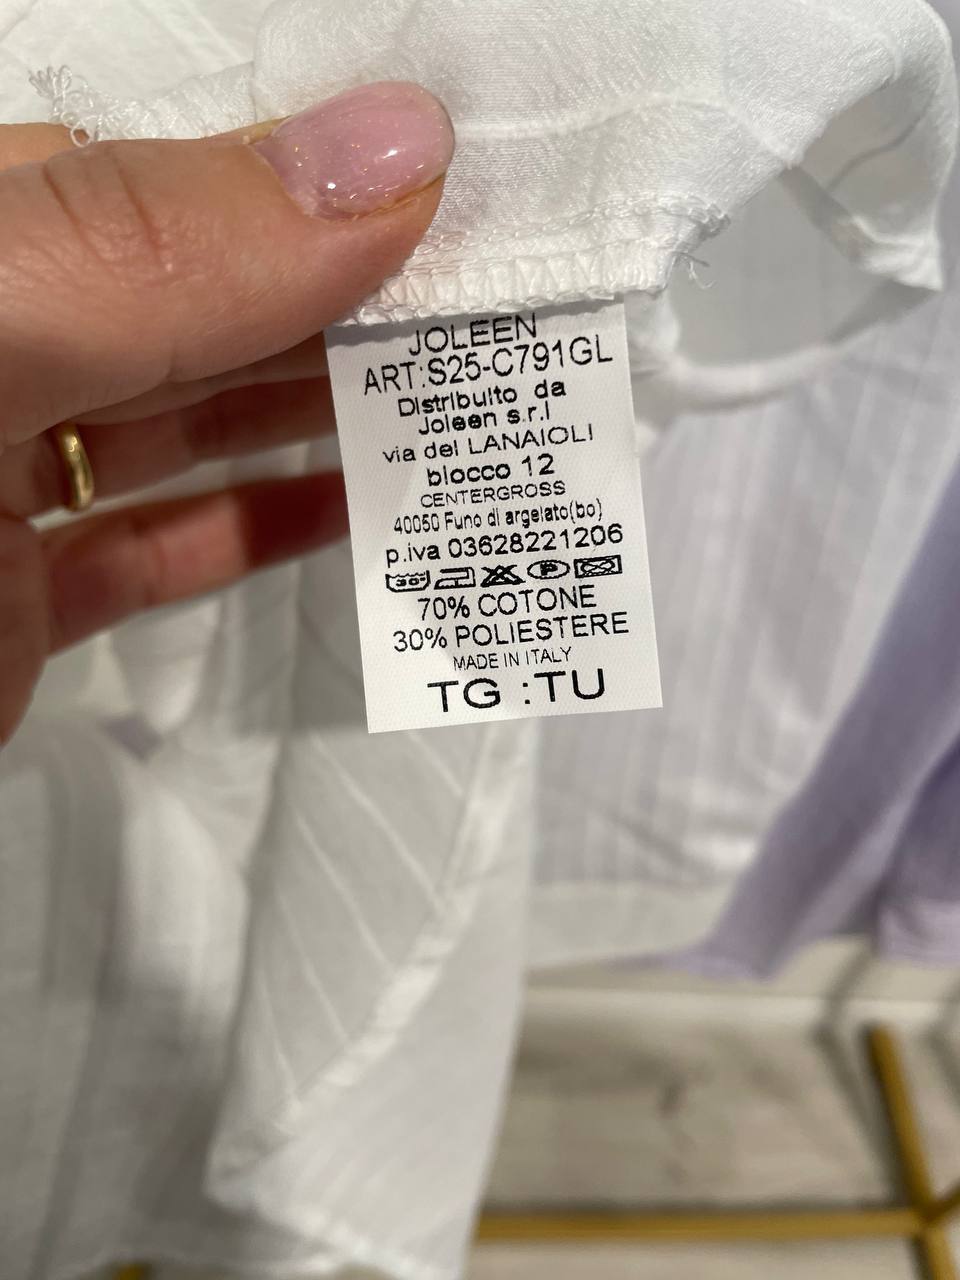 JOLEEN
ART:S25-C791GL
Distribuito da
Joleen s.r.l
via dei LANAIOLI
blocco 12
CENTERGROSS
40050 Funo di argelato(bo)
p.iva 03628221206
30°
P
70% COTONE
30% POLIESTERE
MADE IN ITALY
TG :TU